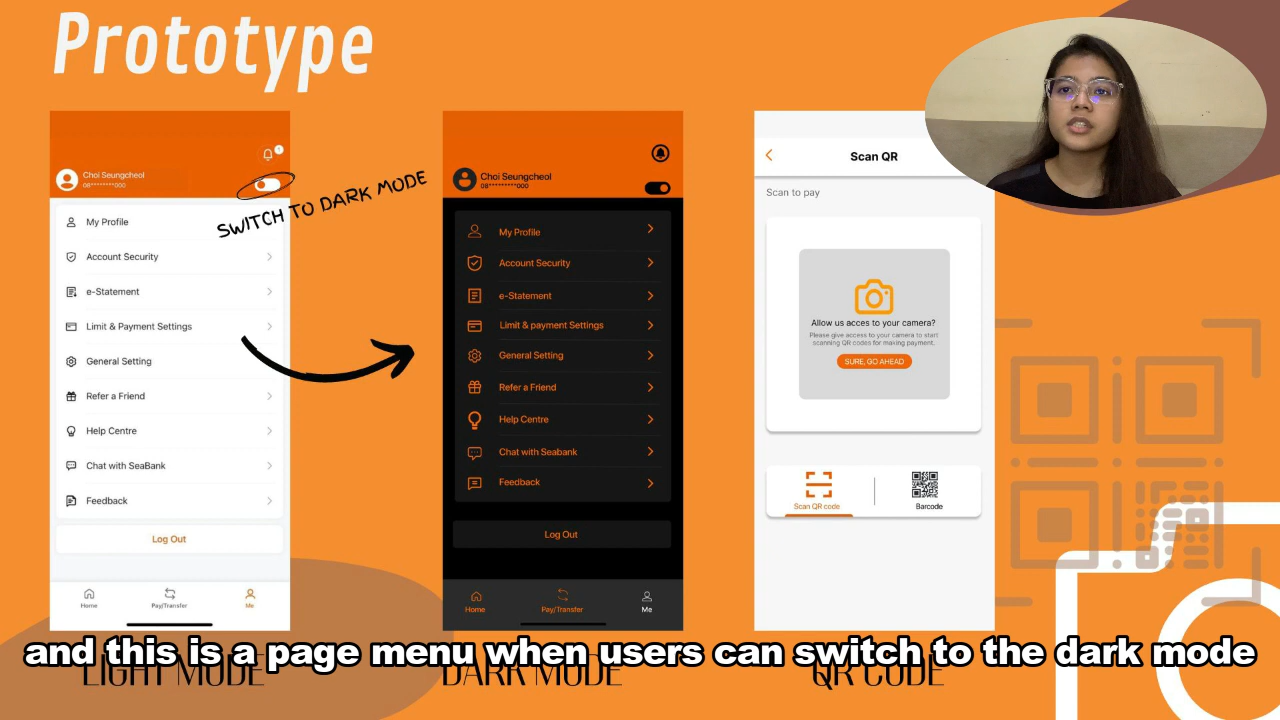 Prototype
Choi Seungcheol
08*********000
SWITCH TO DARK MODE
My Profile
Account Security
e-Statement
Limit & Payment Settings
General Setting
Refer a Friend
Help Centre
Chat with SeaBank
Feedback
Log Out
Home
Pay/Transfer
Me
LIGHT MODE
Choi Seungcheol
08*********000
My Profile
Account Security
e-Statement
Limit & payment Settings
General Setting
Refer a Friend
Help Centre
Chat with Seabank
Feedback
Log Out
Home
Pay/Transfer
Me
DARK MODE
Scan QR
Scan to pay
Allow us acces to your camera?
Please give access to your camera to start
scanning QR codes for making payment.
SURE, GO AHEAD
Scan QR code
Barcode
QR CODE
and this is a page menu when users can switch to the dark mode